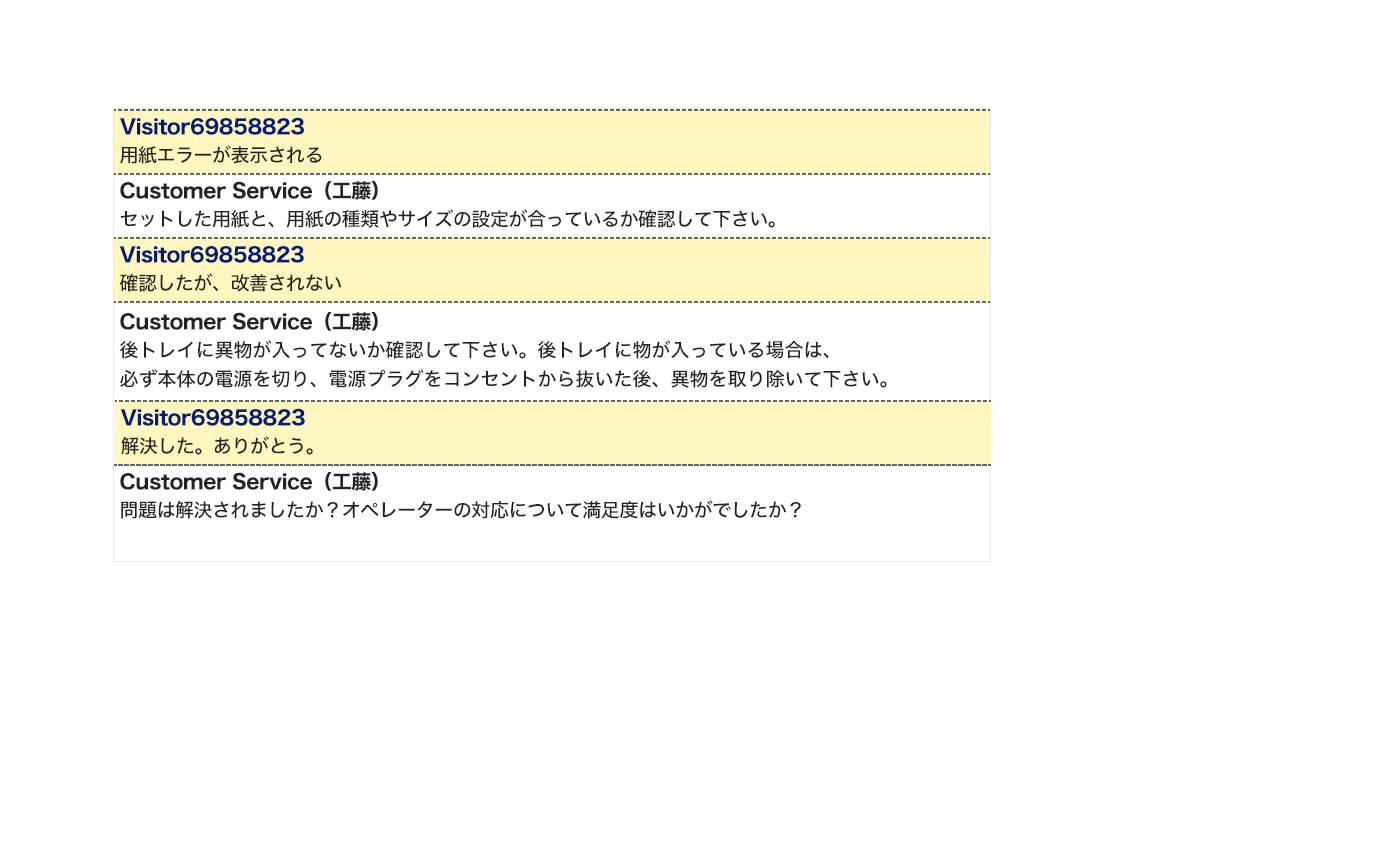 Visitor69858823
用紙エラーが表示される
Customer Service（工藤）
セットした用紙と、用紙の種類やサイズの設定が合っているか確認して下さい。
Visitor69858823
確認したが、改善されない
Customer Service（工藤）
後トレイに異物が入ってないか確認して下さい。後トレイに物が入っている場合は、
必ず本体の電源を切り、電源プラグをコンセントから抜いた後、異物を取り除いて下さい。
Visitor69858823
解決した。ありがとう。
Customer Service（工藤）
問題は解決されましたか？オペレーターの対応について満足度はいかがでしたか？